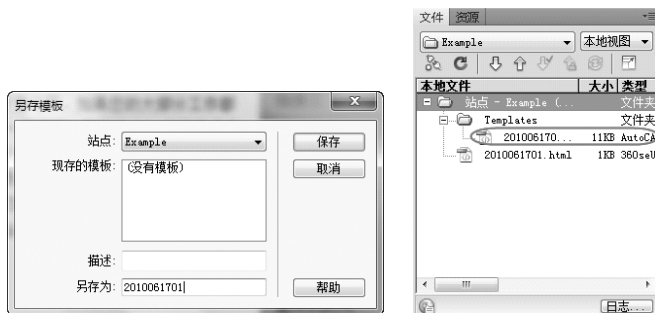 另存模板
站点: Example
保存
现存的模板: (没有模板)
取消
描述:
另存为: 2010061701
帮助
文件 资源
Example 本地视图
本地文件 大小 类型
站点 - Example (... 文件夹
Templates 文件夹
201006170... 11KB AutoCA
2010061701.html 1KB 360seU
日志...